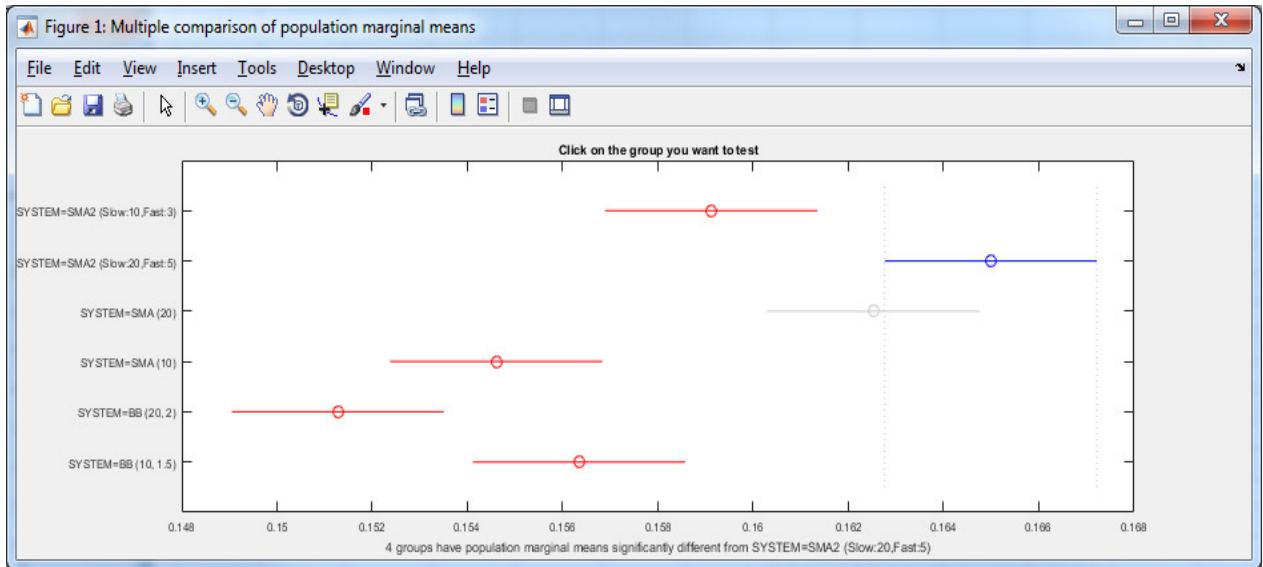 Figure 1: Multiple comparison of population marginal means
File Edit View Insert Tools Desktop Window Help
Click on the group you want to test
SYSTEM=SMA2 (Slow:10,Fast:3)
SYSTEM=SMA2 (Slow:20,Fast:5)
SYSTEM=SMA (20)
SYSTEM=SMA (10)
SYSTEM=BB (20, 2)
SYSTEM=BB (10, 1.5)
0.148 0.15 0.152 0.154 0.156 0.158 0.16 0.162 0.164 0.166 0.168
4 groups have population marginal means significantly different from SYSTEM=SMA2 (Slow:20,Fast:5)